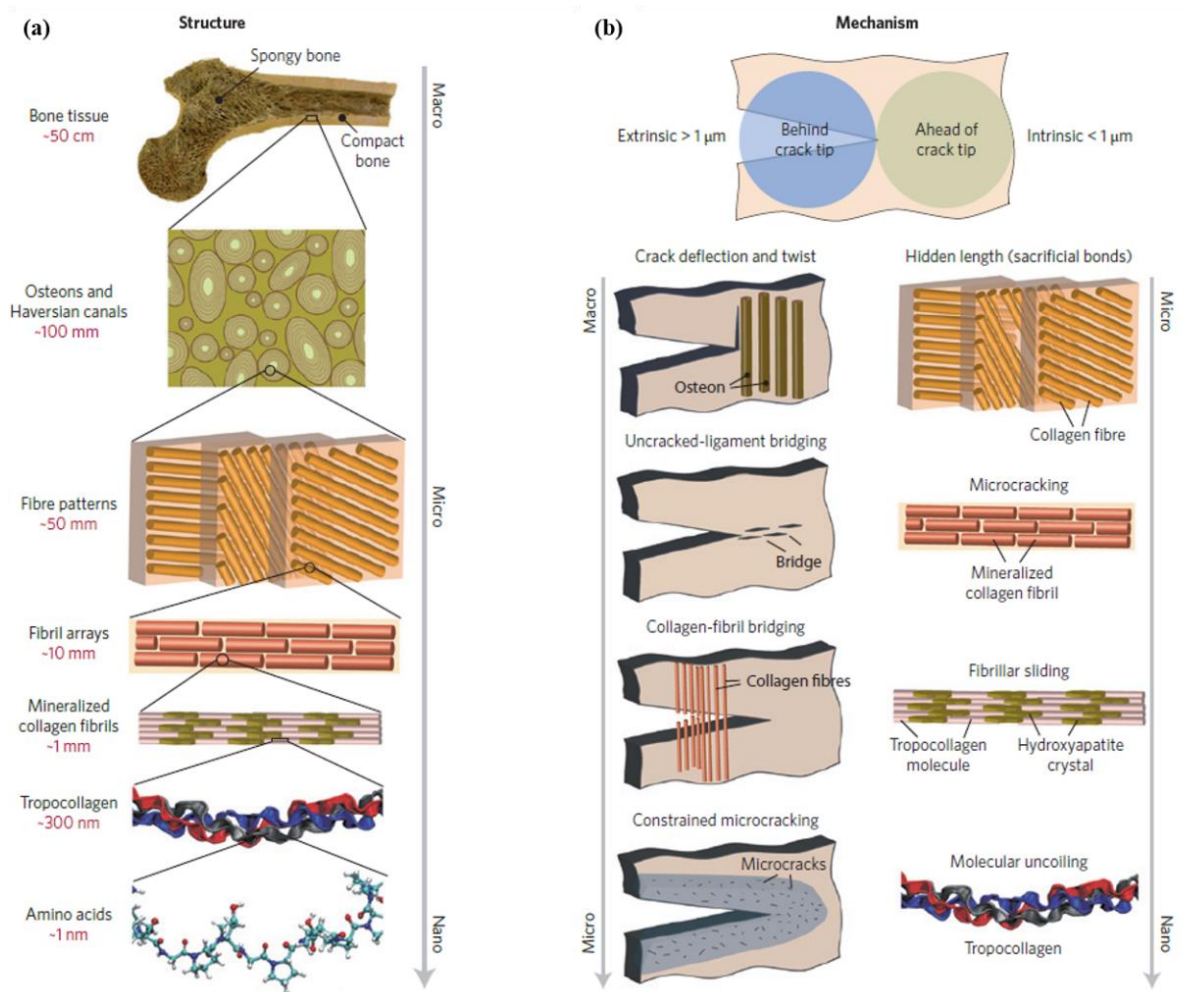 (a)
Structure
Spongy bone
Bone tissue
~50 cm
Compact
bone
Macro
Osteons and
Haversian canals
~100 mm
Fibre patterns
~50 mm
Micro
Fibril arrays
~10 mm
Mineralized
collagen fibrils
~1 mm
Tropocollagen
~300 nm
Amino acids
~1 nm
Nano
(b)
Mechanism
Extrinsic > 1 μm
Behind
crack tip
Ahead of
crack tip
Intrinsic < 1 μm
Crack deflection and twist
Macro
Osteon
Uncracked-ligament bridging
Bridge
Collagen-fibril bridging
Collagen fibres
Constrained microcracking
Microcracks
Micro
Hidden length (sacrificial bonds)
Micro
Collagen fibre
Microcracking
Mineralized
collagen fibril
Fibrillar sliding
Tropocollagen
molecule
Hydroxyapatite
crystal
Molecular uncoiling
Tropocollagen
Nano